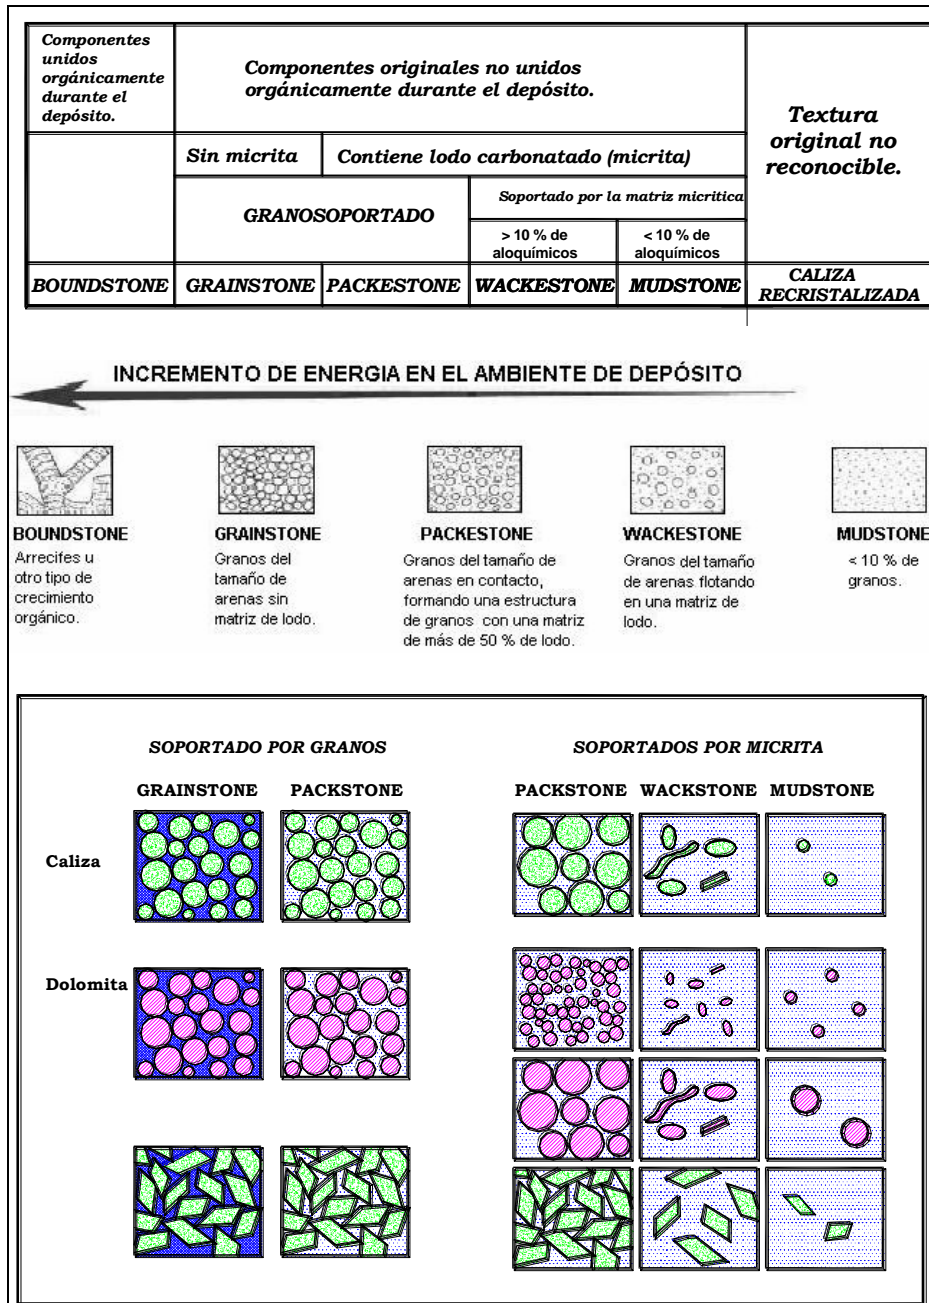 Componentes
unidos
orgánicamente
durante el
depósito.
Componentes originales no unidos
orgánicamente durante el depósito.
Textura
original no
reconocible.
Sin micrita
Contiene lodo carbonatado (micrita)
GRANOSOPORTADO
Soportado por la matriz micritica
> 10 % de
aloquímicos
< 10 % de
aloquímicos
BOUNDSTONE
GRAINSTONE
PACKESTONE
WACKESTONE
MUDSTONE
CALIZA
RECRISTALIZADA
INCREMENTO DE ENERGIA EN EL AMBIENTE DE DEPÓSITO
BOUNDSTONE
Arrecifes u
otro tipo de
crecimiento
orgánico.
GRAINSTONE
Granos del
tamaño de
arenas sin
matriz de lodo.
PACKESTONE
Granos del tamaño de
arenas en contacto,
formando una estructura
de granos con una matriz
de más de 50 % de lodo.
WACKESTONE
Granos del tamaño
de arenas flotando
en una matriz de
lodo.
MUDSTONE
< 10 % de
granos.
SOPORTADO POR GRANOS
SOPORTADOS POR MICRITA
GRAINSTONE
PACKSTONE
PACKSTONE
WACKSTONE
MUDSTONE
Caliza
Dolomita